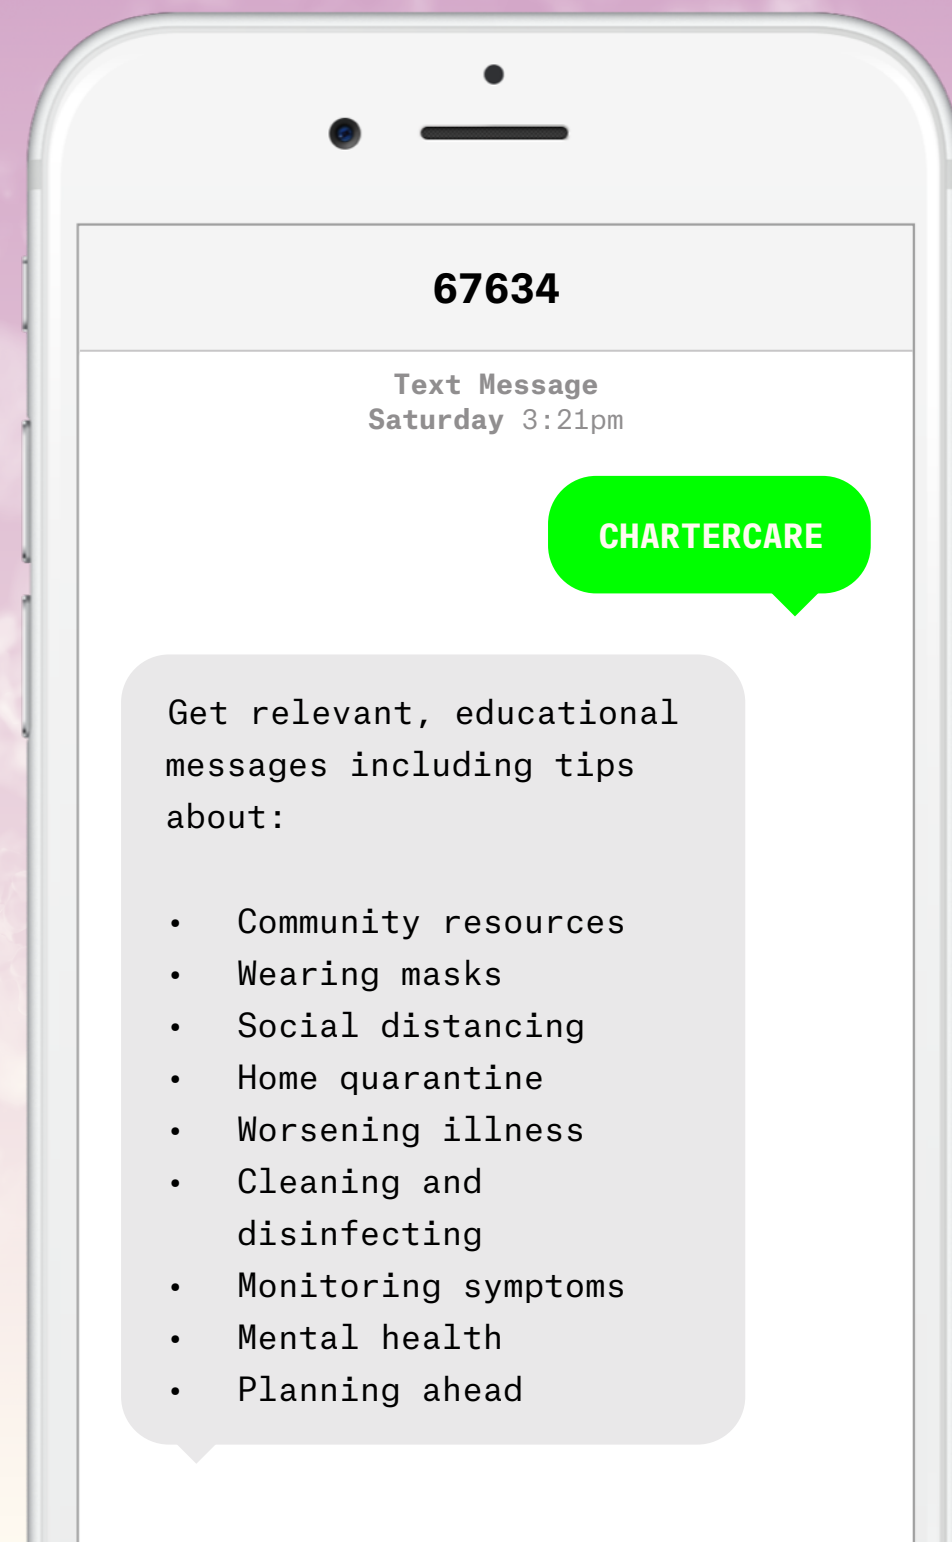 67634
Text Message
Saturday 3:21pm
CHARTERCARE
Get relevant, educational
messages including tips
about:
• Community resources
• Wearing masks
• Social distancing
• Home quarantine
• Worsening illness
• Cleaning and
disinfecting
• Monitoring symptoms
• Mental health
• Planning ahead